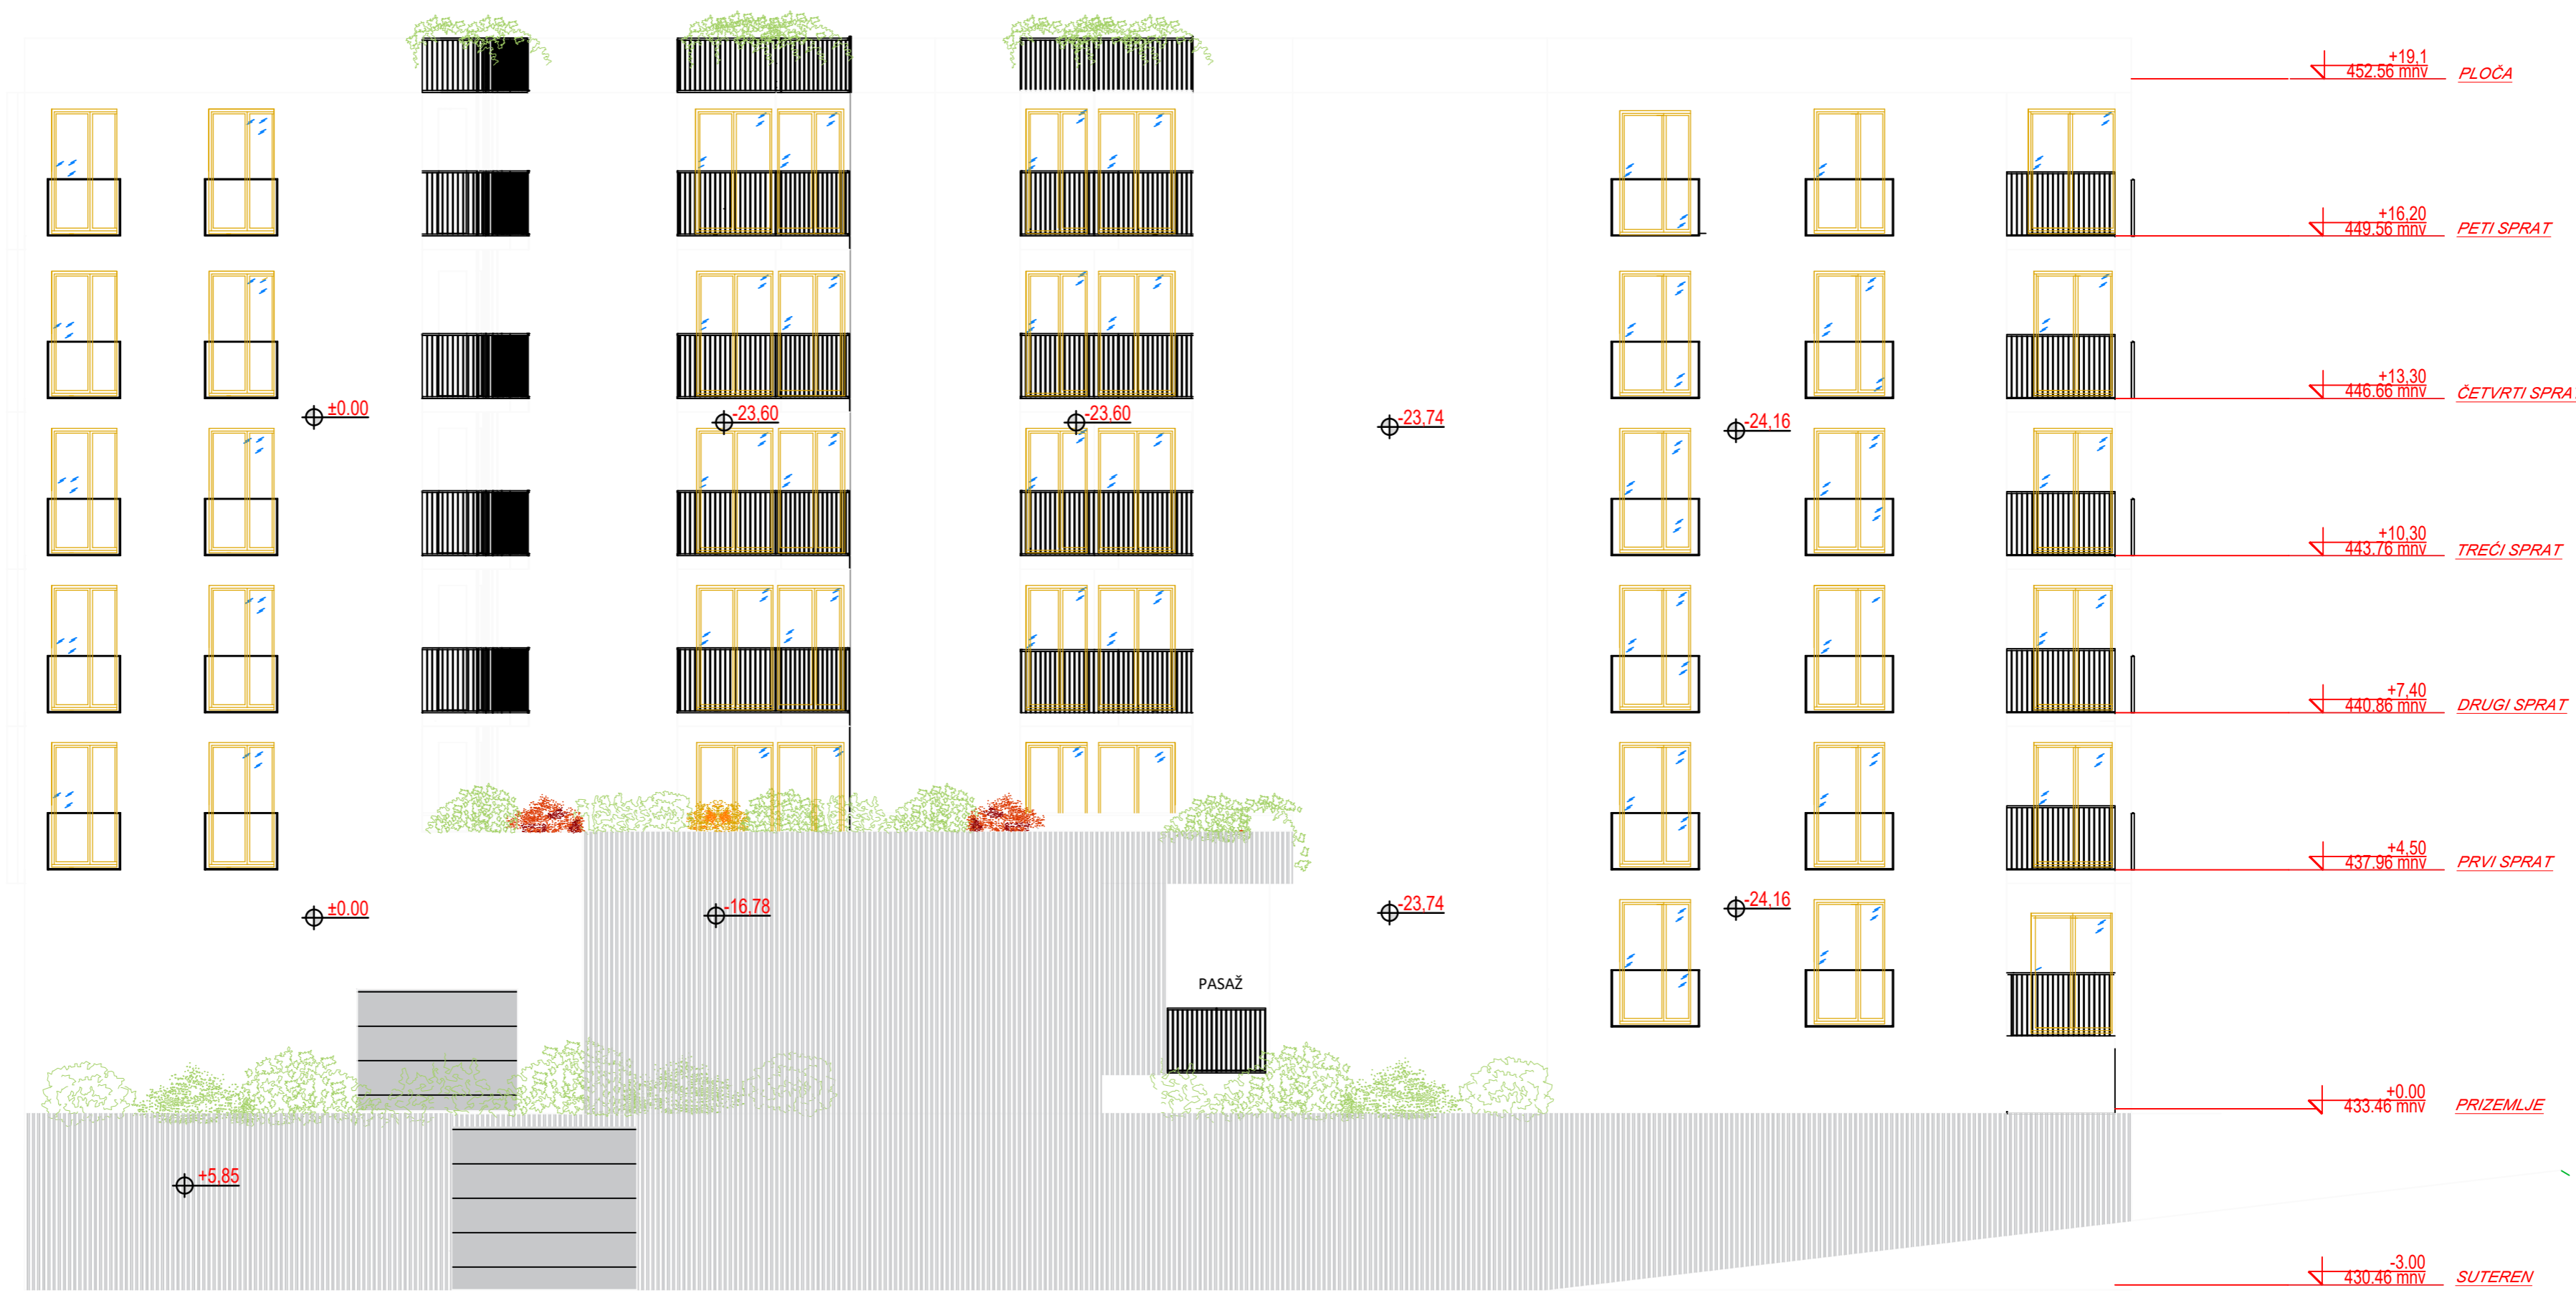 +19,1
452.56 mnv PLOČA
+16,20
449.56 mnv PETI SPRAT
+13,30
446.66 mnv ČETVRTI SPRAT
±0.00 -23,60 -23,60 -23,74 -24,16
+10,30
443.76 mnv TREĆI SPRAT
+7,40
440.86 mnv DRUGI SPRAT
+4,50
437.96 mnv PRVI SPRAT
±0.00 -16,78 -23,74 -24,16
PASAŽ
+0.00
433.46 mnv PRIZEMLJE
+5,85
-3.00
430.46 mnv SUTEREN